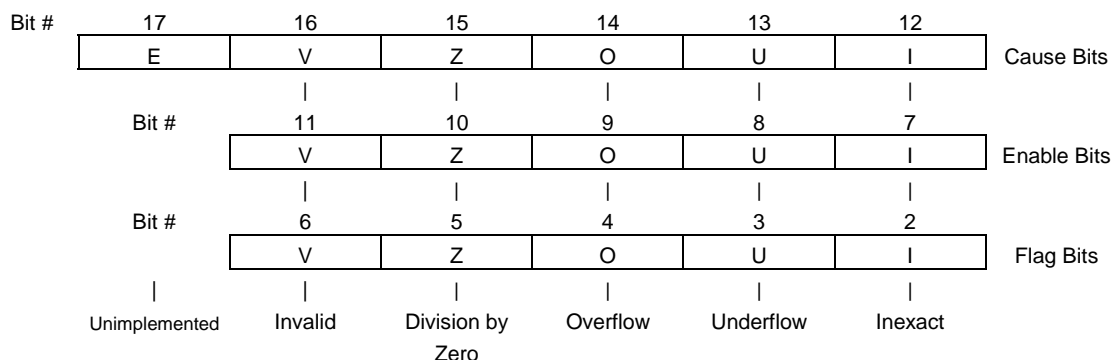 Bit # 17 16 15 14 13 12
E V Z O U I Cause Bits
| | | | |
Bit # 11 10 9 8 7
V Z O U I Enable Bits
| | | | |
Bit # 6 5 4 3 2
V Z O U I Flag Bits
| | | | | |
Unimplemented Invalid Division by Overflow Underflow Inexact
Zero